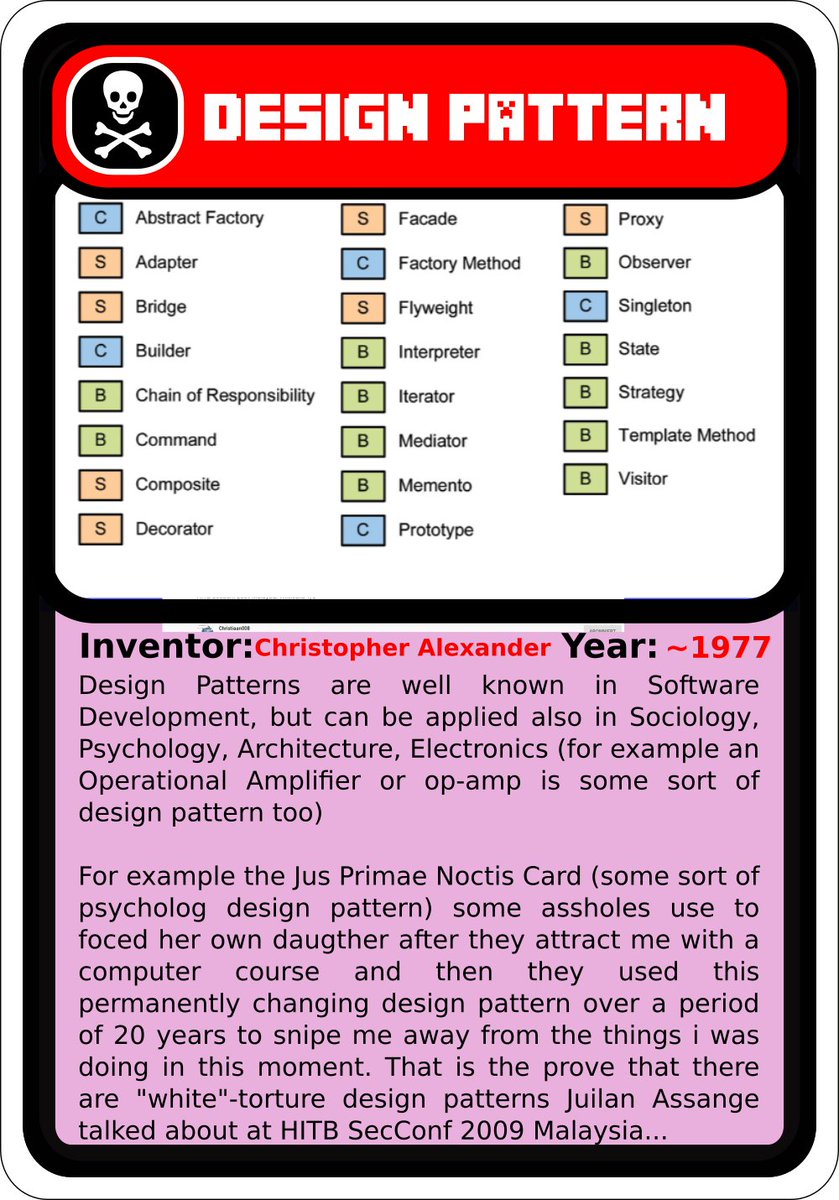 DESIGN PATTERN
C Abstract Factory
S Adapter
S Bridge
C Builder
B Chain of Responsibility
B Command
S Composite
S Decorator
S Facade
C Factory Method
S Flyweight
B Interpreter
B Iterator
B Mediator
B Memento
C Prototype
S Proxy
B Observer
C Singleton
B State
B Strategy
B Template Method
B Visitor
Christiaan008
Inventor:Christopher Alexander Year: ~1977
Design Patterns are well known in Software
Development, but can be applied also in Sociology,
Psychology, Architecture, Electronics (for example an
Operational Amplifier or op-amp is some sort of
design pattern too)
For example the Jus Primae Noctis Card (some sort of
psycholog design pattern) some assholes use to
foced her own daugther after they attract me with a
computer course and then they used this
permanently changing design pattern over a period
of 20 years to snipe me away from the things i was
doing in this moment. That is the prove that there
are "white"-torture design patterns Juilan Assange
talked about at HITB SecConf 2009 Malaysia...